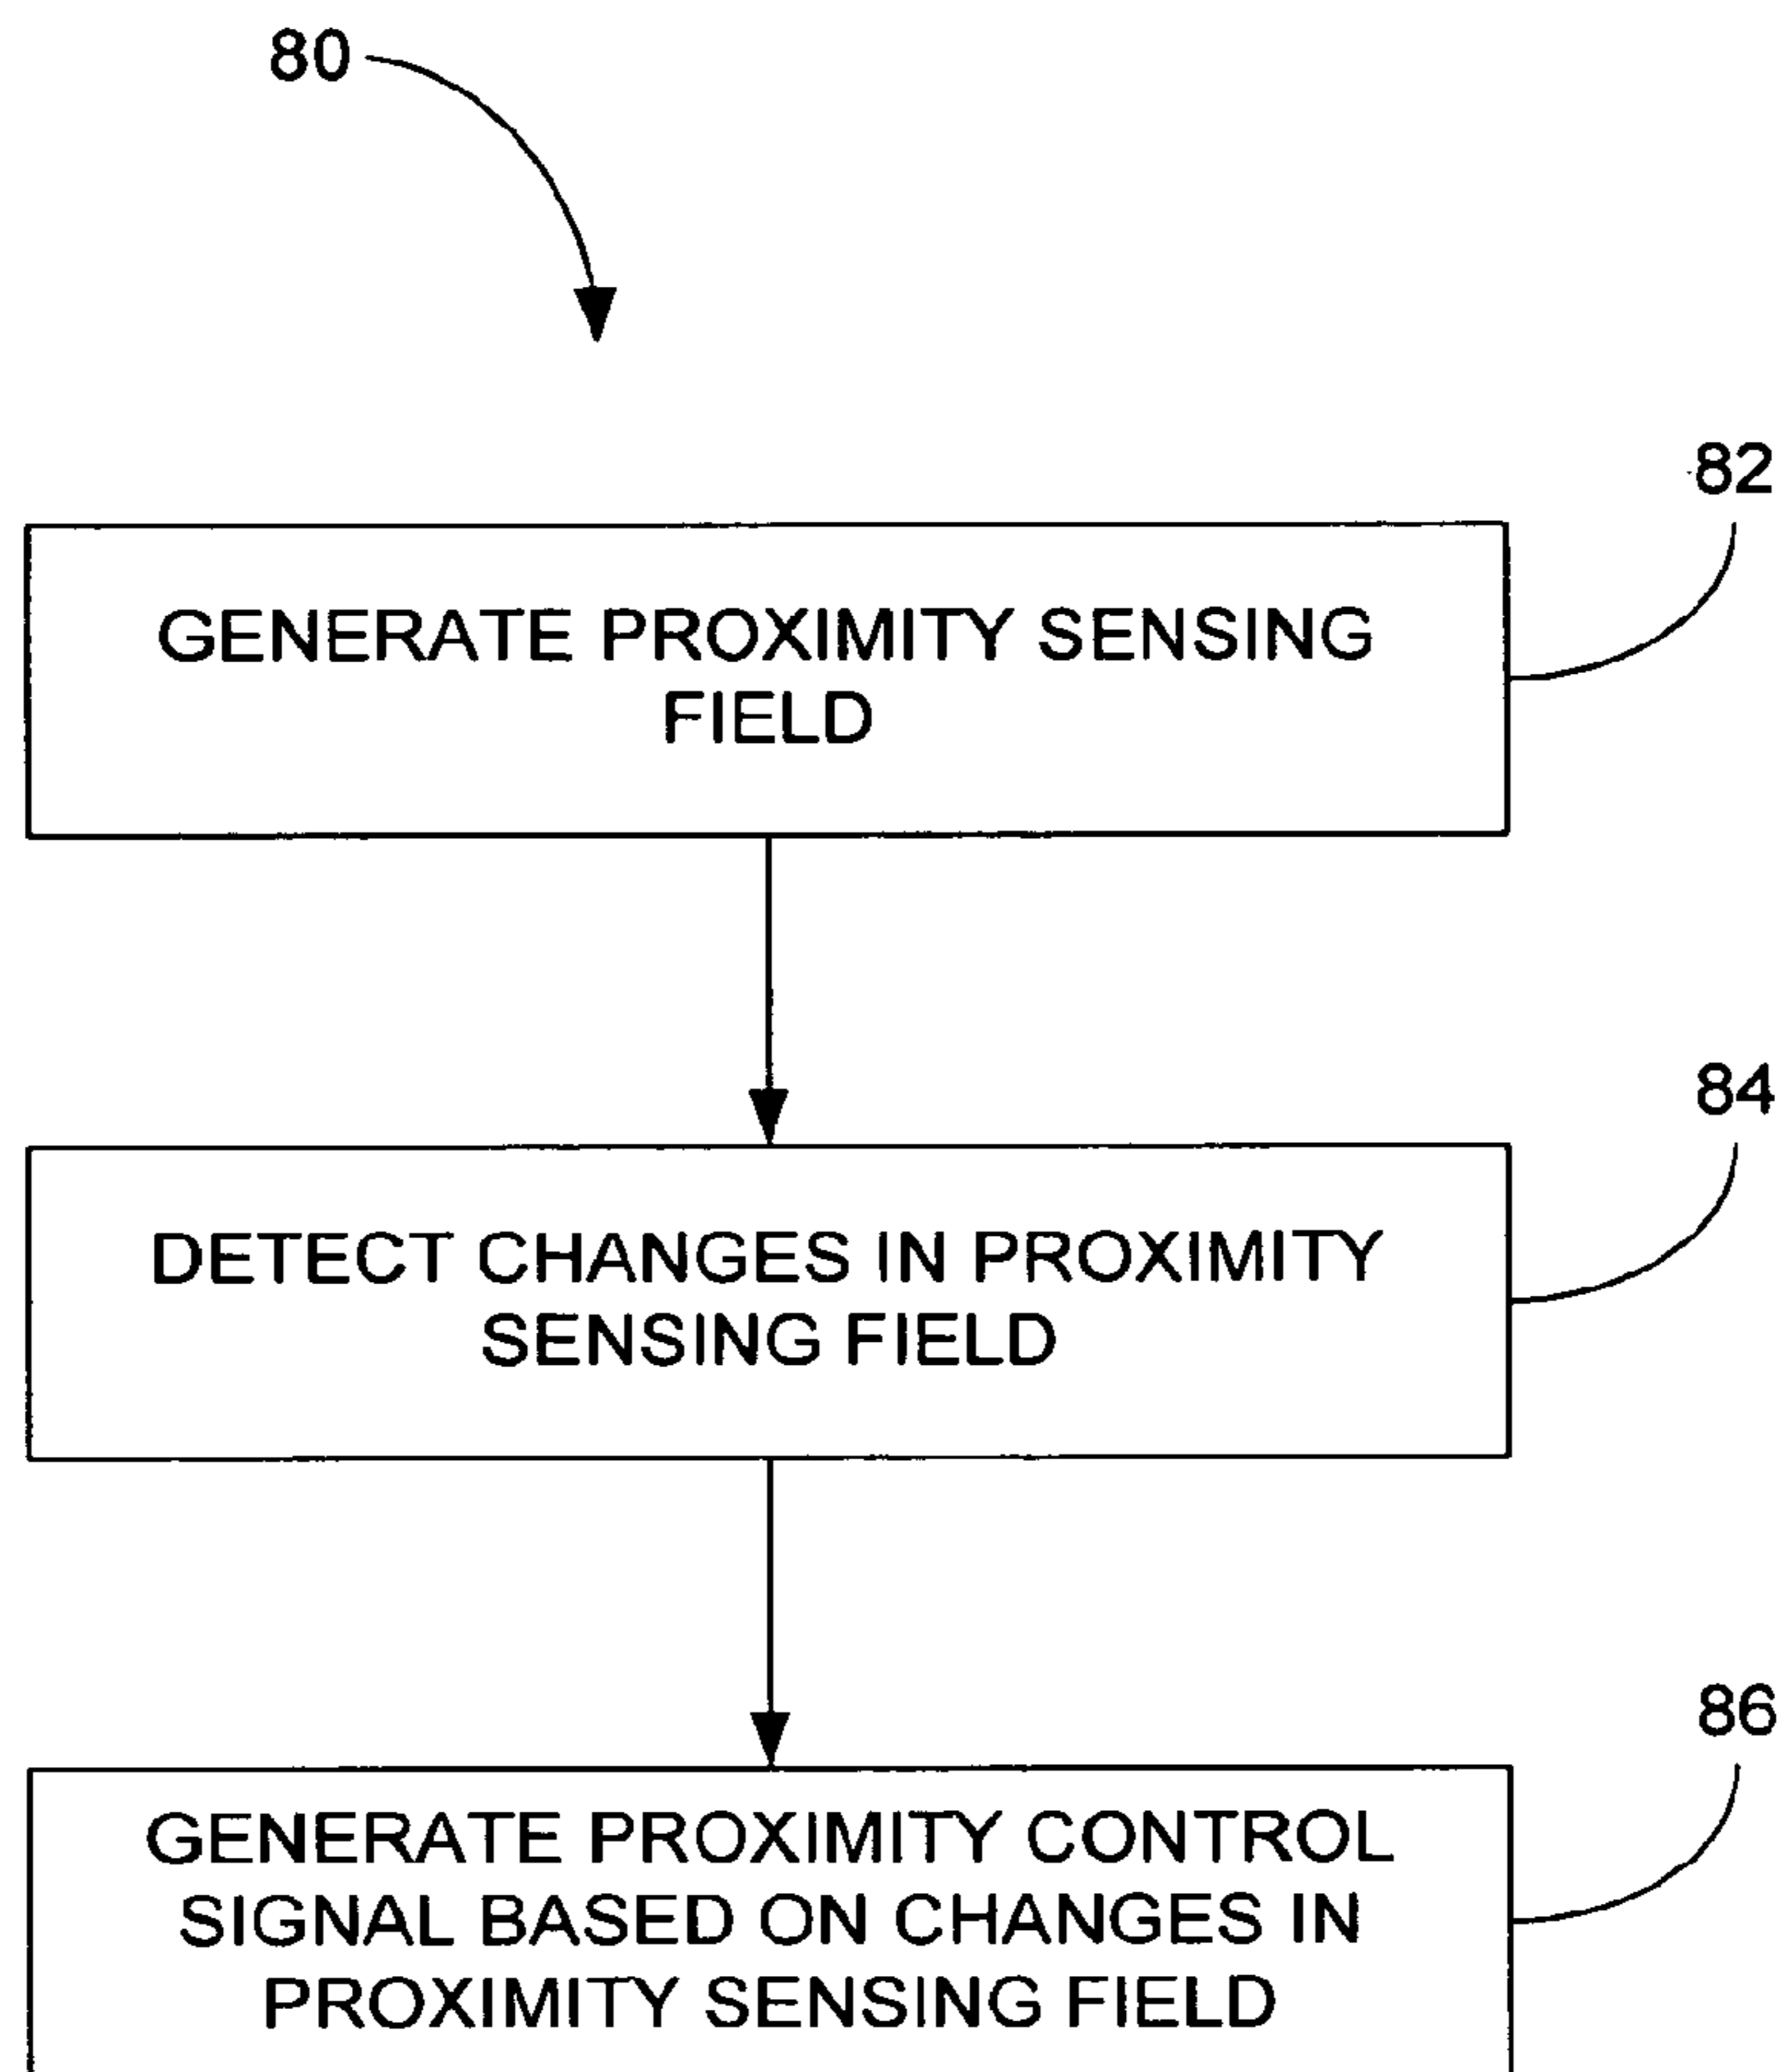 80
82
GENERATE PROXIMITY SENSING
FIELD
84
DETECT CHANGES IN PROXIMITY
SENSING FIELD
86
GENERATE PROXIMITY CONTROL
SIGNAL BASED ON CHANGES IN
PROXIMITY SENSING FIELD